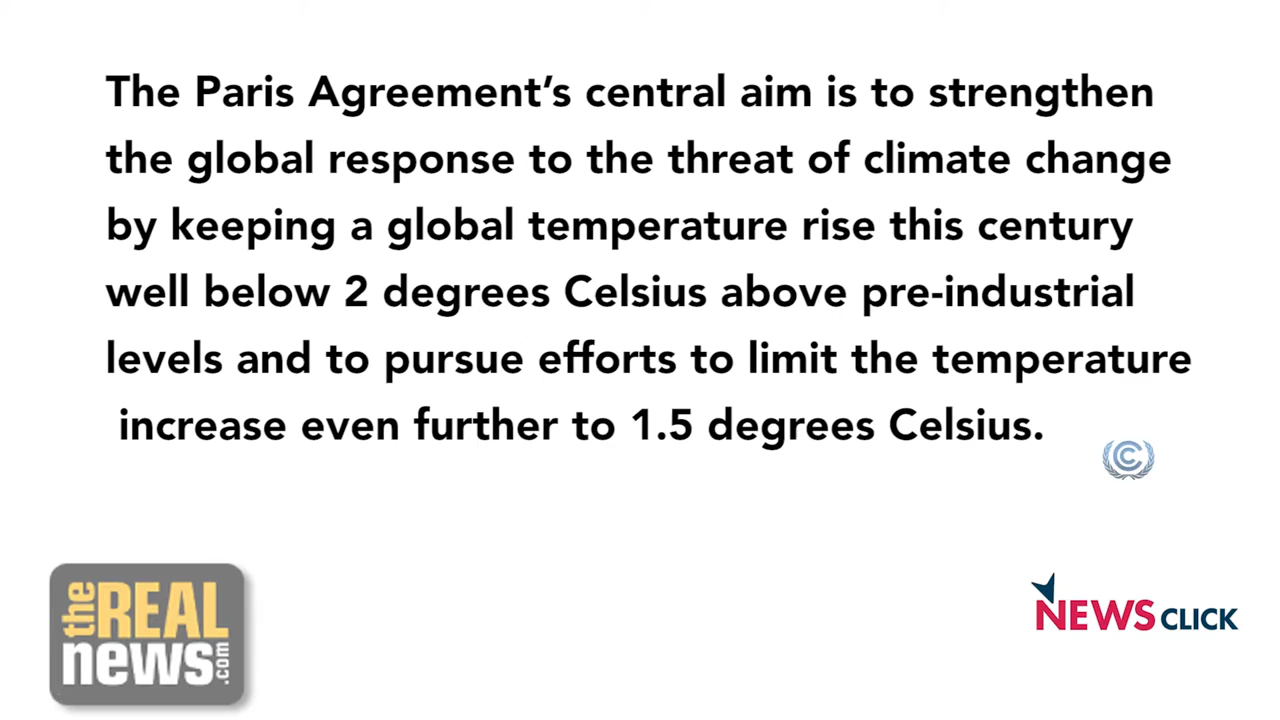 The Paris Agreement’s central aim is to strengthen
the global response to the threat of climate change
by keeping a global temperature rise this century
well below 2 degrees Celsius above pre-industrial
levels and to pursue efforts to limit the temperature
increase even further to 1.5 degrees Celsius.
the REAL
news.com
NEWS CLICK